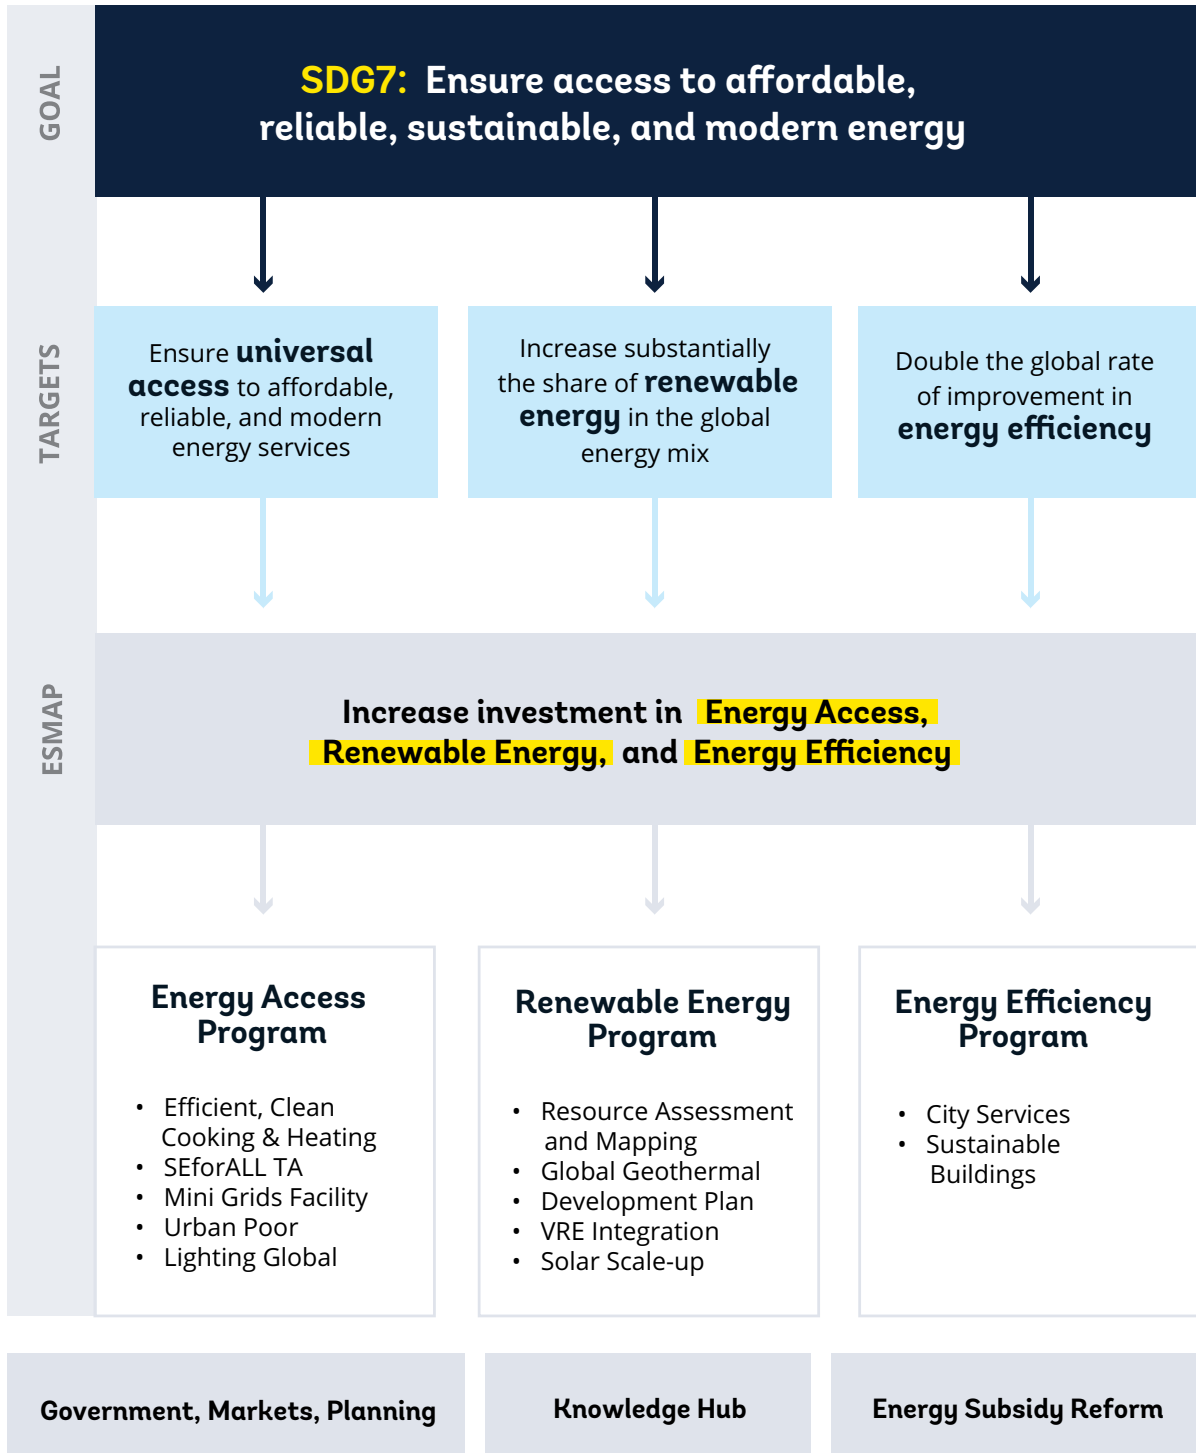 GOAL
SDG7: Ensure access to affordable,
reliable, sustainable, and modern energy
TARGETS
Ensure universal
access to affordable,
reliable, and modern
energy services
Increase substantially
the share of renewable
energy in the global
energy mix
Double the global rate
of improvement in
energy efficiency
ESMAP
Increase investment in Energy Access,
Renewable Energy, and Energy Efficiency
Energy Access
Program
• Efficient, Clean
Cooking & Heating
• SEforALL TA
• Mini Grids Facility
• Urban Poor
• Lighting Global
Renewable Energy
Program
• Resource Assessment
and Mapping
• Global Geothermal
• Development Plan
• VRE Integration
• Solar Scale-up
Energy Efficiency
Program
• City Services
• Sustainable
Buildings
Government, Markets, Planning
Knowledge Hub
Energy Subsidy Reform